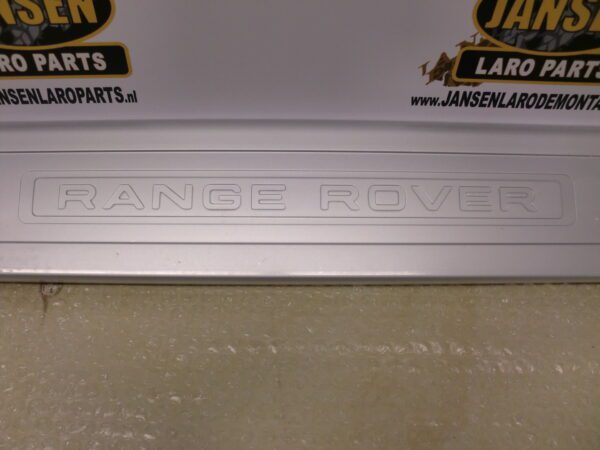 JANSEN
LARO PARTS
JANSENLAROPARTS.nl
JANSEN
LARO PARTS
www.JANSENLARODEMONTA
RANGE ROVER